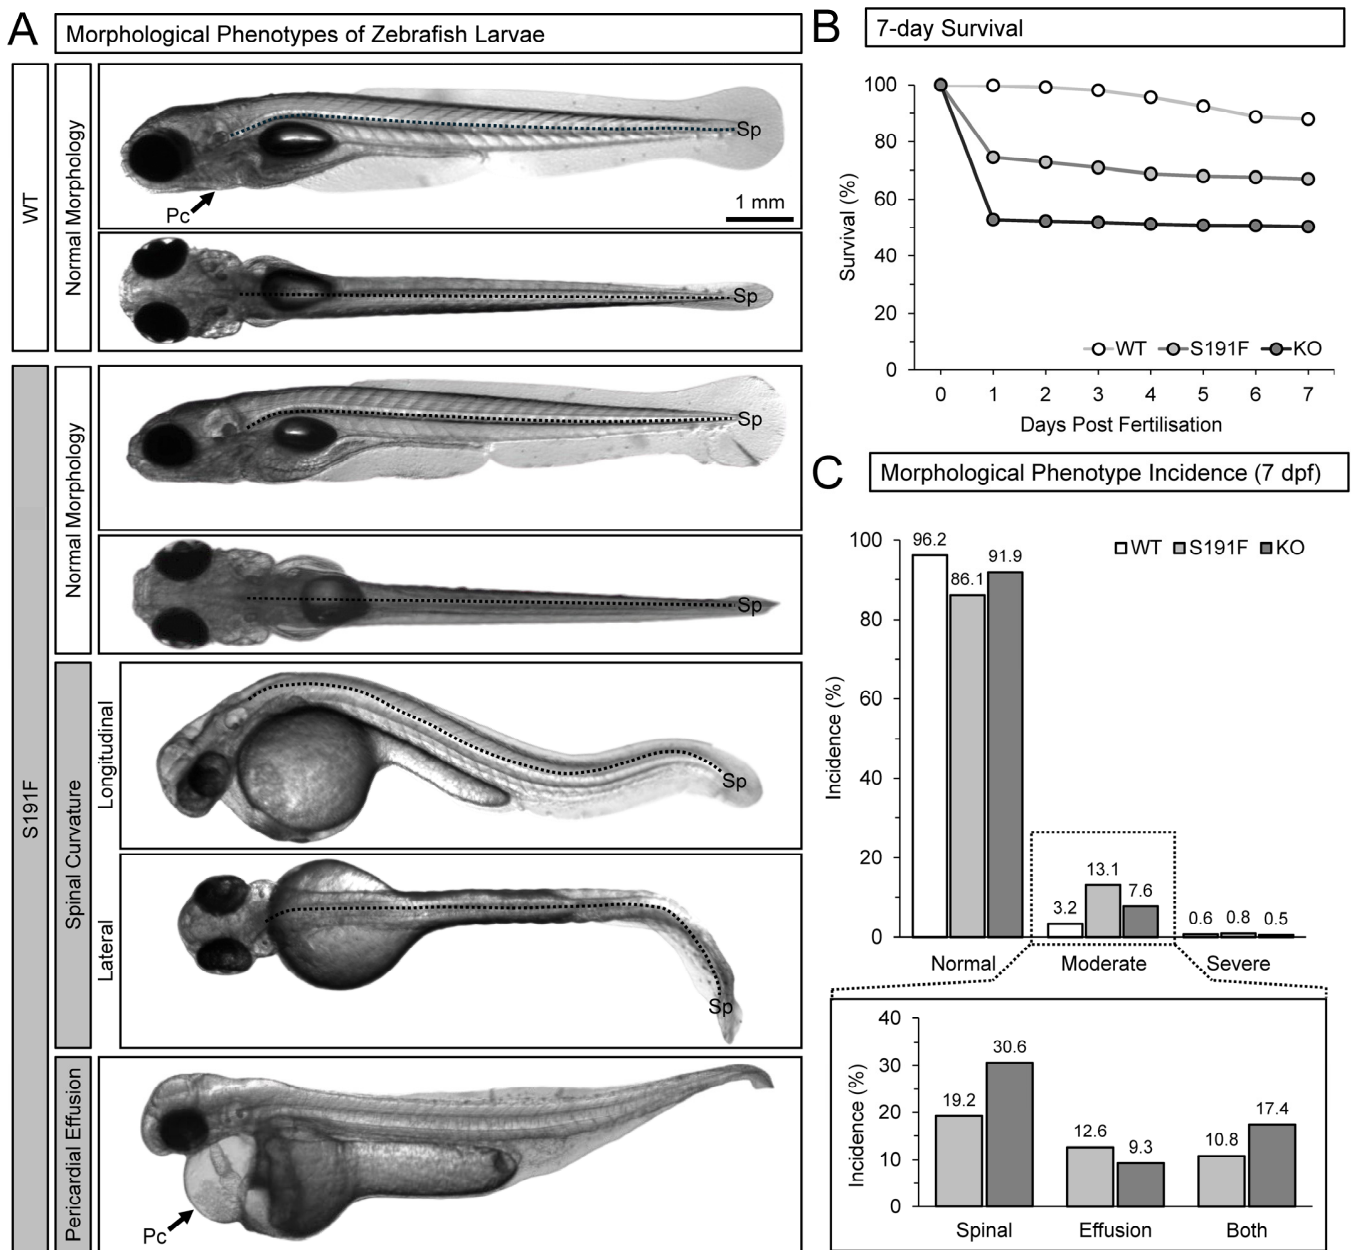 A
Morphological Phenotypes of Zebrafish Larvae
WT
Normal Morphology
Sp
Pc
1 mm
Sp
S191F
Normal Morphology
Sp
Sp
Spinal Curvature
Longitudinal
Sp
Lateral
Sp
Pericardial Effusion
Pc
B
7-day Survival
Survival (%)
100
80
60
40
20
0
WT S191F KO
0 1 2 3 4 5 6 7
Days Post Fertilisation
C
Morphological Phenotype Incidence (7 dpf)
WT S191F KO
Incidence (%)
100
80
60
40
20
0
96.2 86.1 91.9
3.2 13.1 7.6
0.6 0.8 0.5
Normal Moderate Severe
Incidence (%)
40
30
20
10
0
19.2 30.6
12.6 9.3
10.8 17.4
Spinal Effusion Both